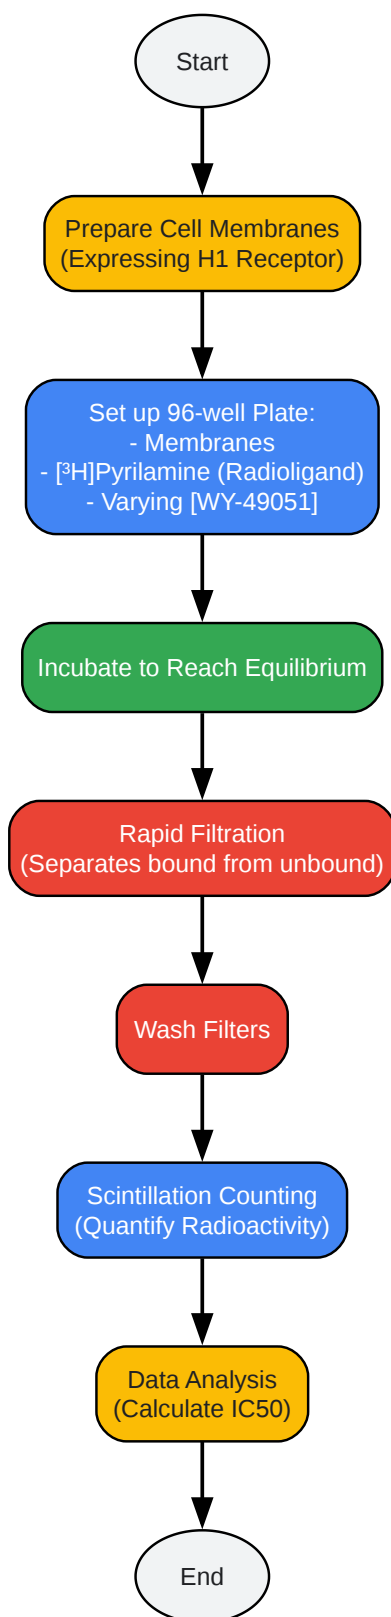 Start
Prepare Cell Membranes
(Expressing H1 Receptor)
Set up 96-well Plate:
- Membranes
- [³H]Pyrilamine (Radioligand)
- Varying [WY-49051]
Incubate to Reach Equilibrium
Rapid Filtration
(Separates bound from unbound)
Wash Filters
Scintillation Counting
(Quantify Radioactivity)
Data Analysis
(Calculate IC50)
End